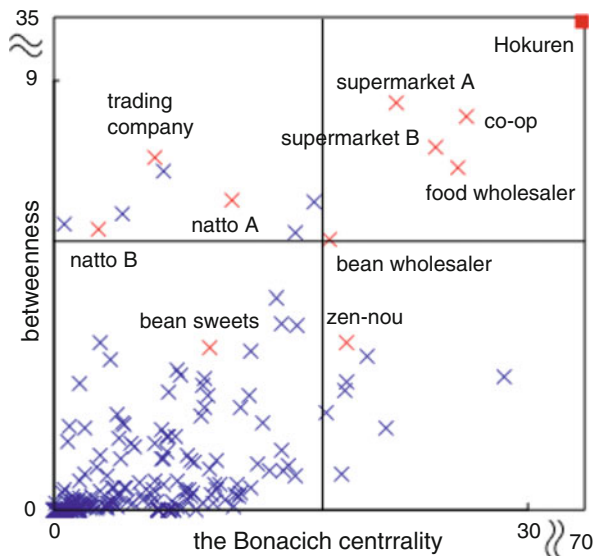 35
Hokuren
9
supermarket A
trading
company
co-op
supermarket B
food wholesaler
natto A
natto B
bean wholesaler
bean sweets
zen-nou
betweenness
0
0
30
70
the Bonacich centrrality